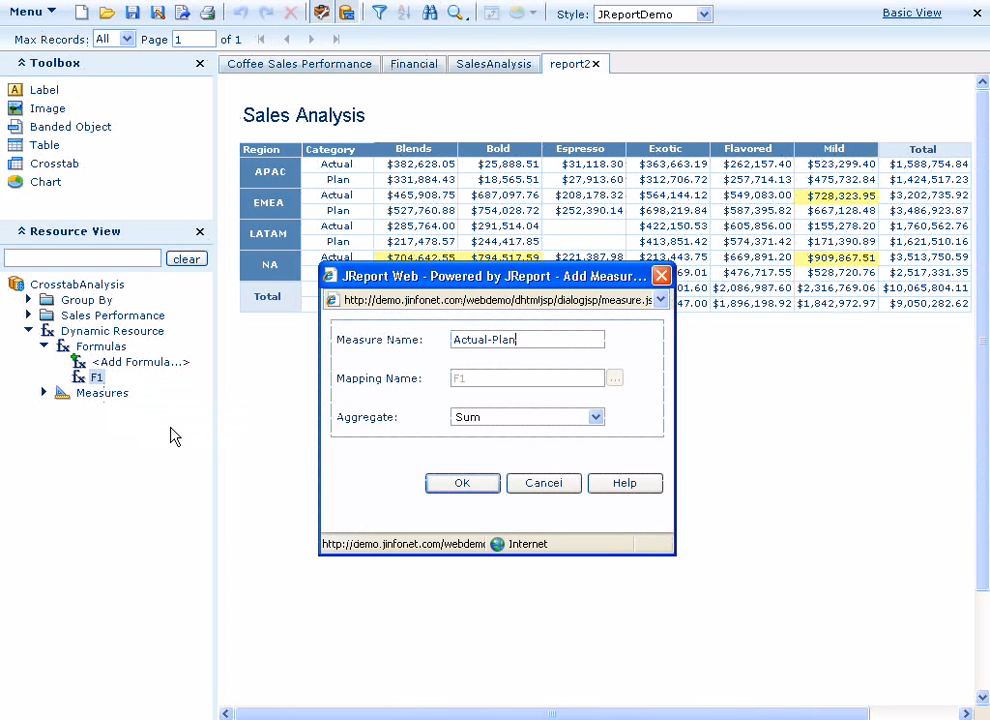 Menu Style: JReportDemo Basic View
Max Records: All Page 1 of 1
Toolbox
Label
Image
Banded Object
Table
Crosstab
Chart
Resource View
clear
CrosstabAnalysis
Group By
Sales Performance
Dynamic Resource
Formulas
<Add Formula...>
F1
Measures
Coffee Sales Performance Financial SalesAnalysis report2
Sales Analysis
Region Category Blends Bold Espresso Exotic Flavored Mild Total
APAC
Actual $382,628.05 $25,888.51 $31,118.30 $363,663.19 $262,157.40 $523,299.40 $1,588,754.84
Plan $331,884.43 $18,565.51 $27,913.60 $312,706.72 $257,714.13 $475,732.84 $1,424,517.23
EMEA
Actual $465,908.75 $687,097.76 $208,178.32 $564,144.12 $549,083.00 $728,323.95 $3,202,735.92
Plan $527,760.88 $754,028.72 $252,390.14 $698,219.84 $587,395.82 $667,128.48 $3,486,923.87
LATAM
Actual $285,764.00 $291,514.04 $422,150.53 $605,856.00 $155,278.20 $1,760,562.76
Plan $217,478.57 $244,417.85 $413,851.42 $574,371.42 $171,390.89 $1,621,510.16
NA
Actual $704,642.55 $794,517.59 $221,387.98 $213,443.75 $669,891.20 $909,867.51 $3,513,750.59
69.01 $476,717.55 $528,720.76 $2,517,331.35
Total
01.60 $2,086,987.60 $2,316,769.06 $10,065,804.11
47.00 $1,896,198.92 $1,842,972.97 $9,050,282.62
JReport Web - Powered by JReport - Add Measur...
http://demo.jinfonet.com/webdemo/dhtmljsp/dialogjsp/measure.js
Measure Name: Actual-Plan
Mapping Name: F1 ...
Aggregate: Sum
OK Cancel Help
http://demo.jinfonet.com/webdemo Internet